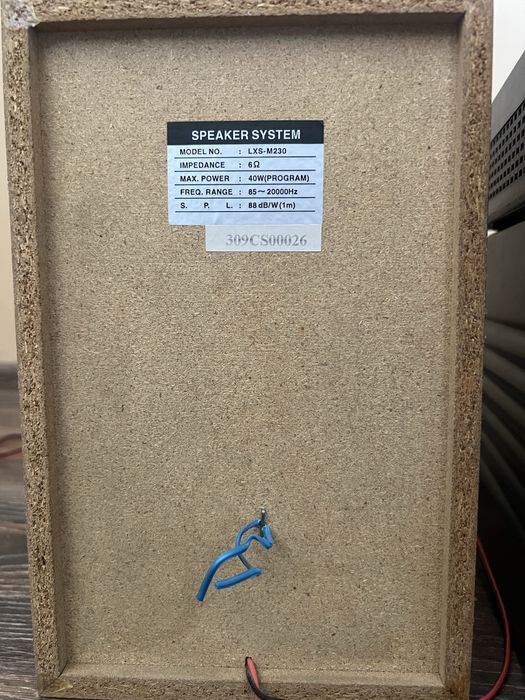 SPEAKER SYSTEM
MODEL NO. : LXS-M230
IMPEDANCE : 6Ω
MAX. POWER : 40W(PROGRAM)
FREQ. RANGE : 85～20000Hz
S. P. L. : 88 dB/W(1m)
309CS00026